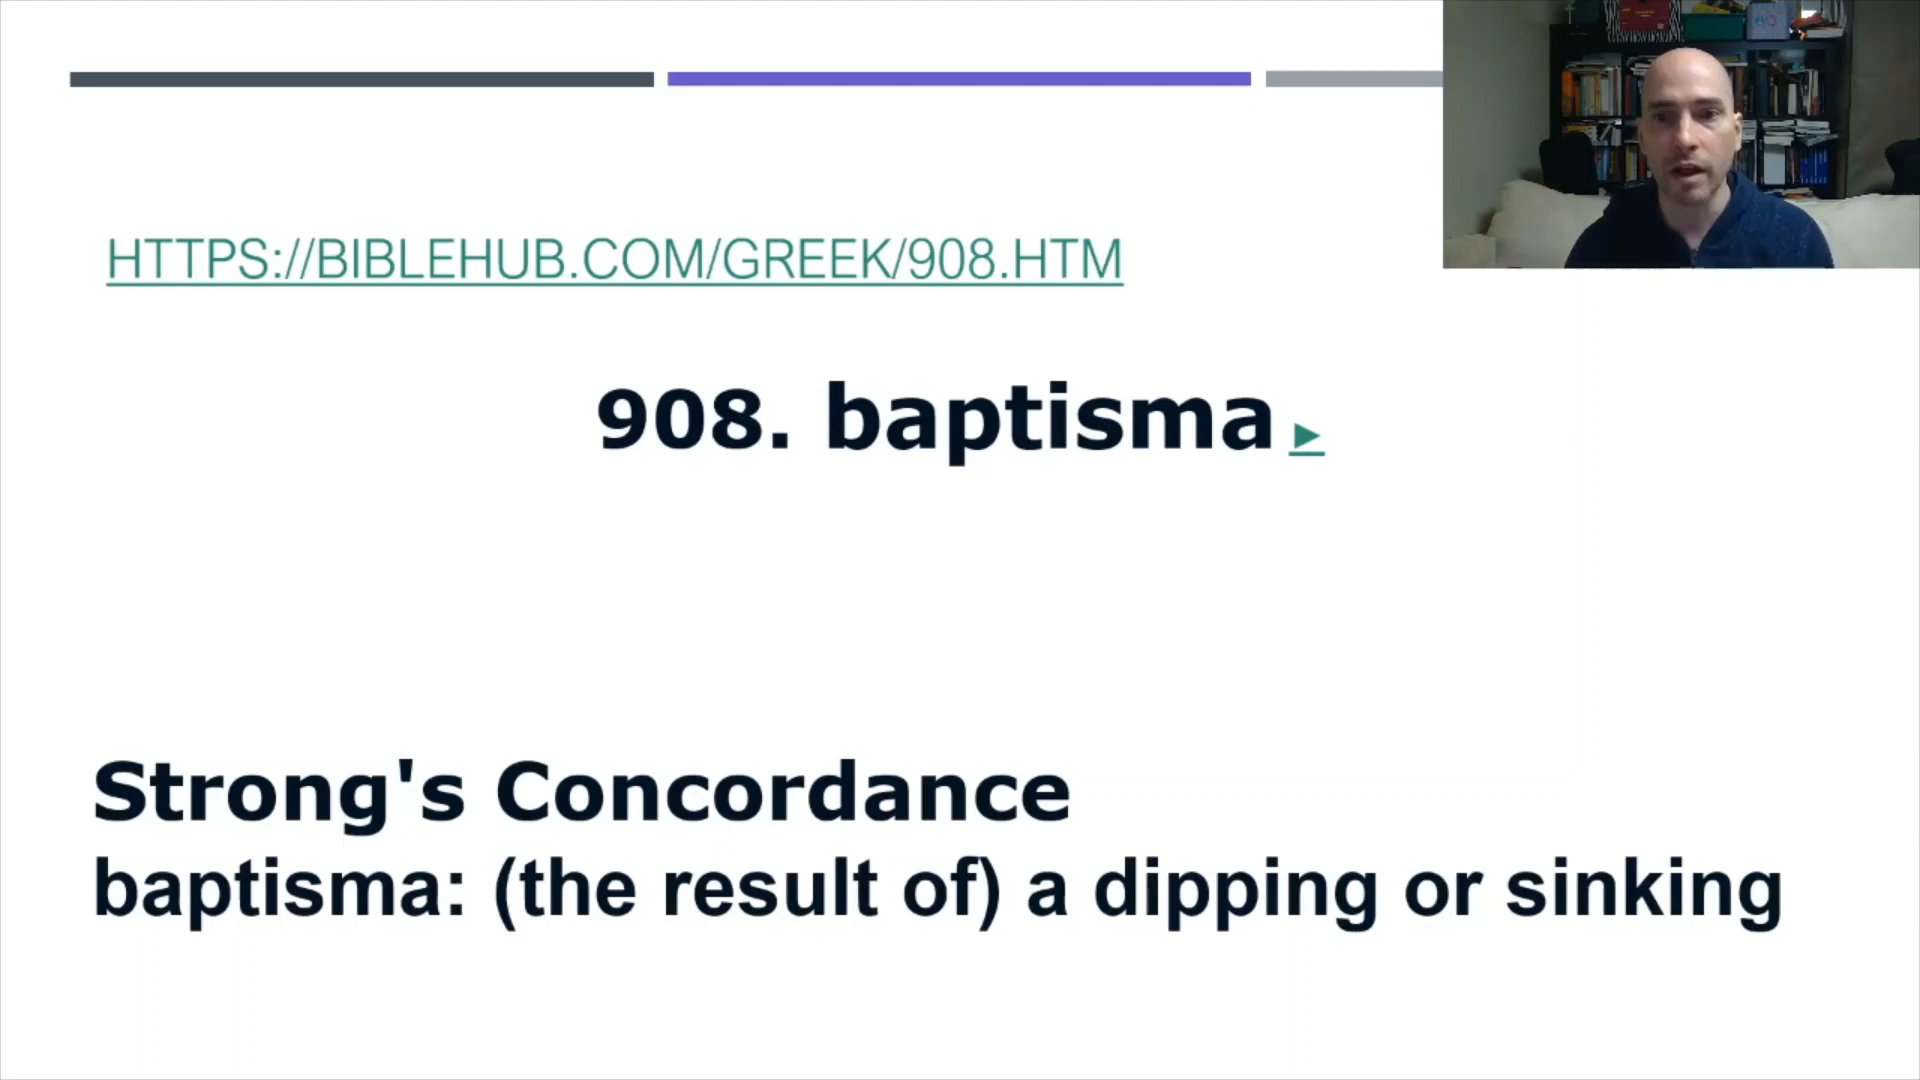 HTTPS://BIBLEHUB.COM/GREEK/908.HTM
908. baptisma ►
Strong's Concordance
baptisma: (the result of) a dipping or sinking